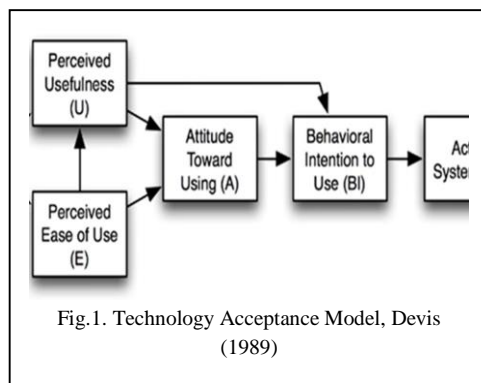 Perceived
Usefulness
(U)
Attitude
Toward
Using (A)
Behavioral
Intention to
Use (BI)
Perceived
Ease of Use
(E)
Fig.1. Technology Acceptance Model, Devis
(1989)